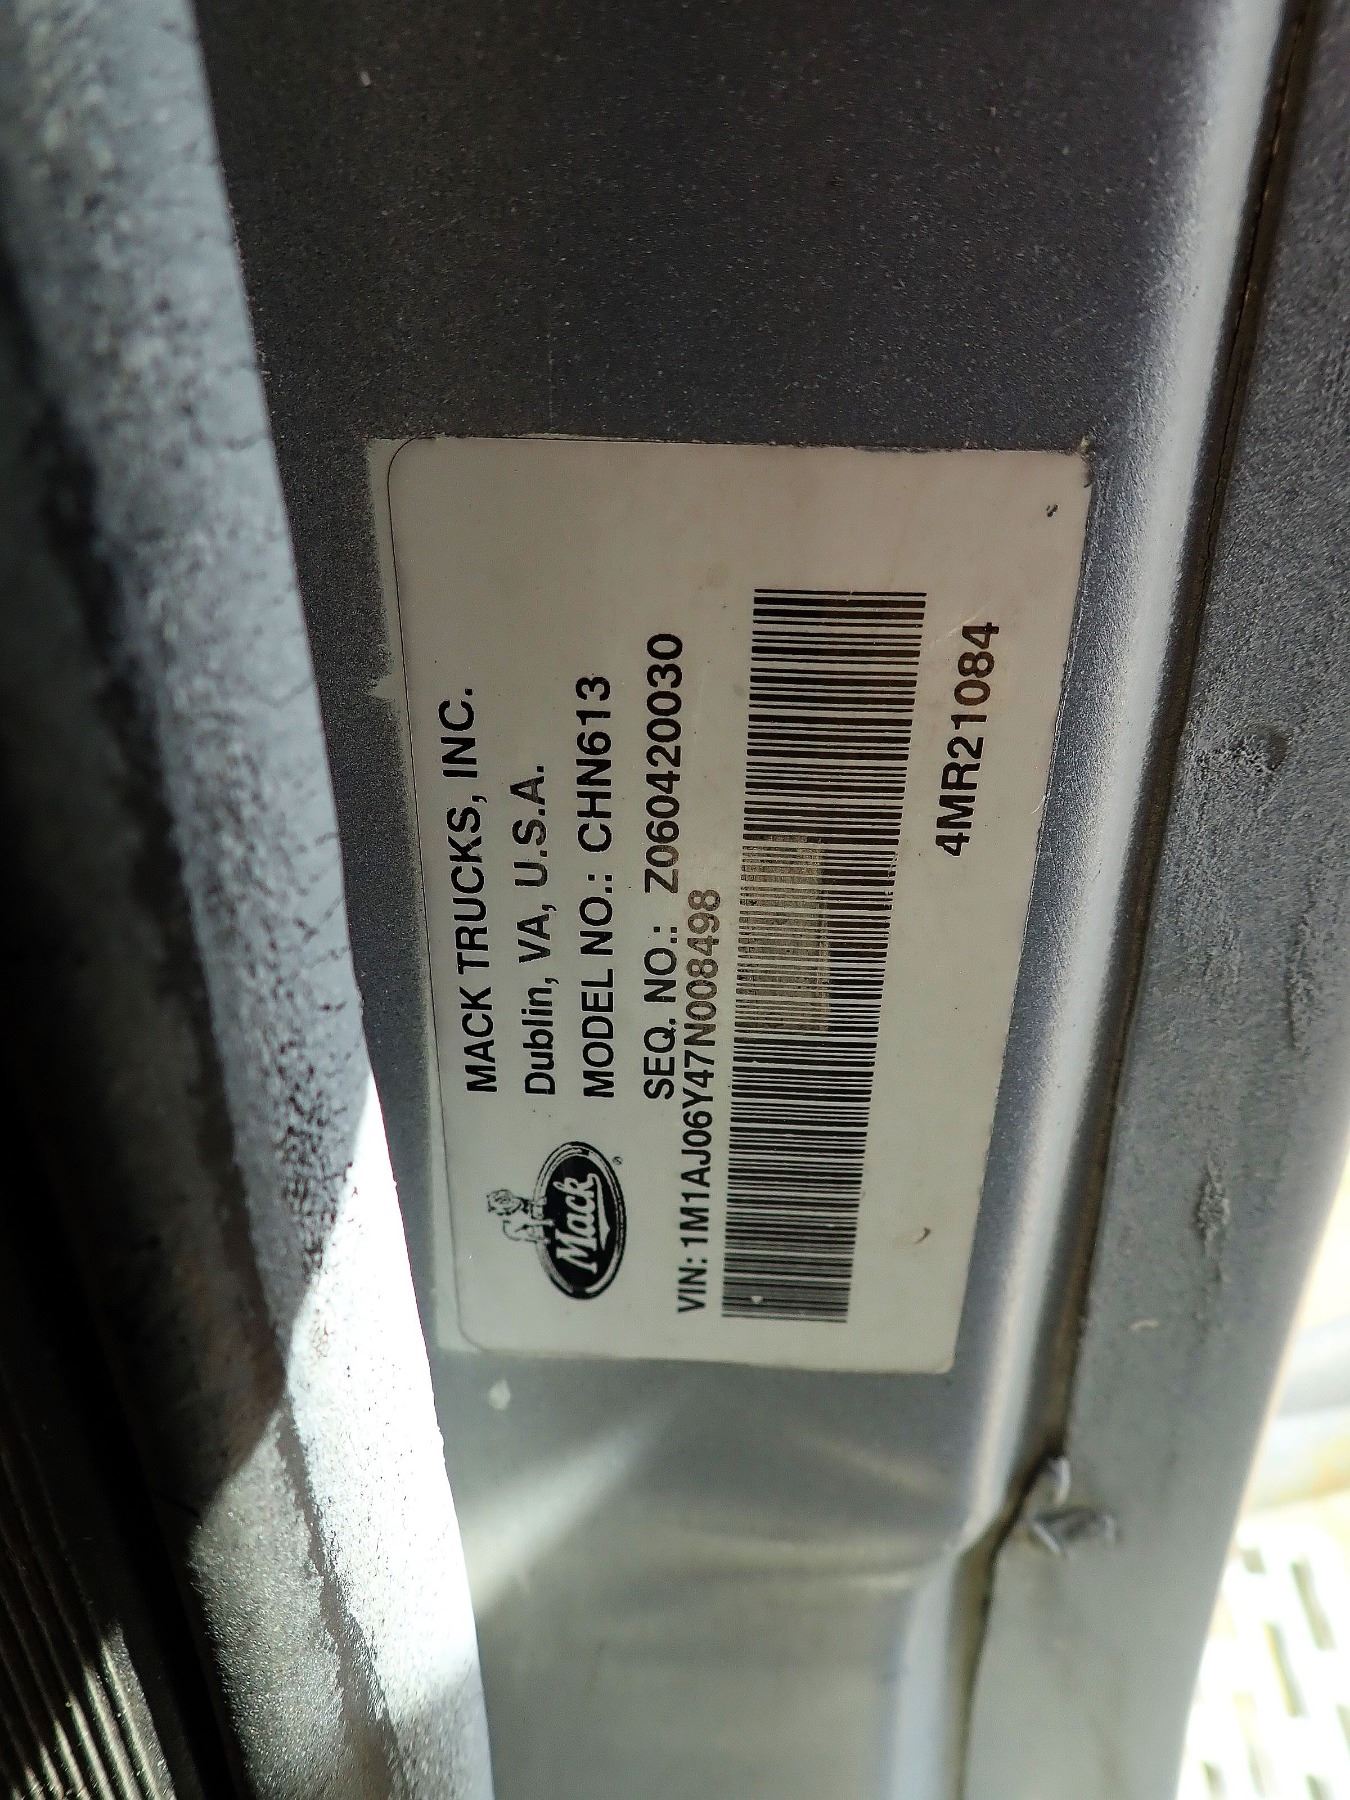 MACK TRUCKS, INC.
Dublin, VA, U.S.A.
MODEL NO.: CHN613
SEQ. NO.: Z060420030
Mack®
VIN: 1M1AJ06Y47N008498
4MR21084